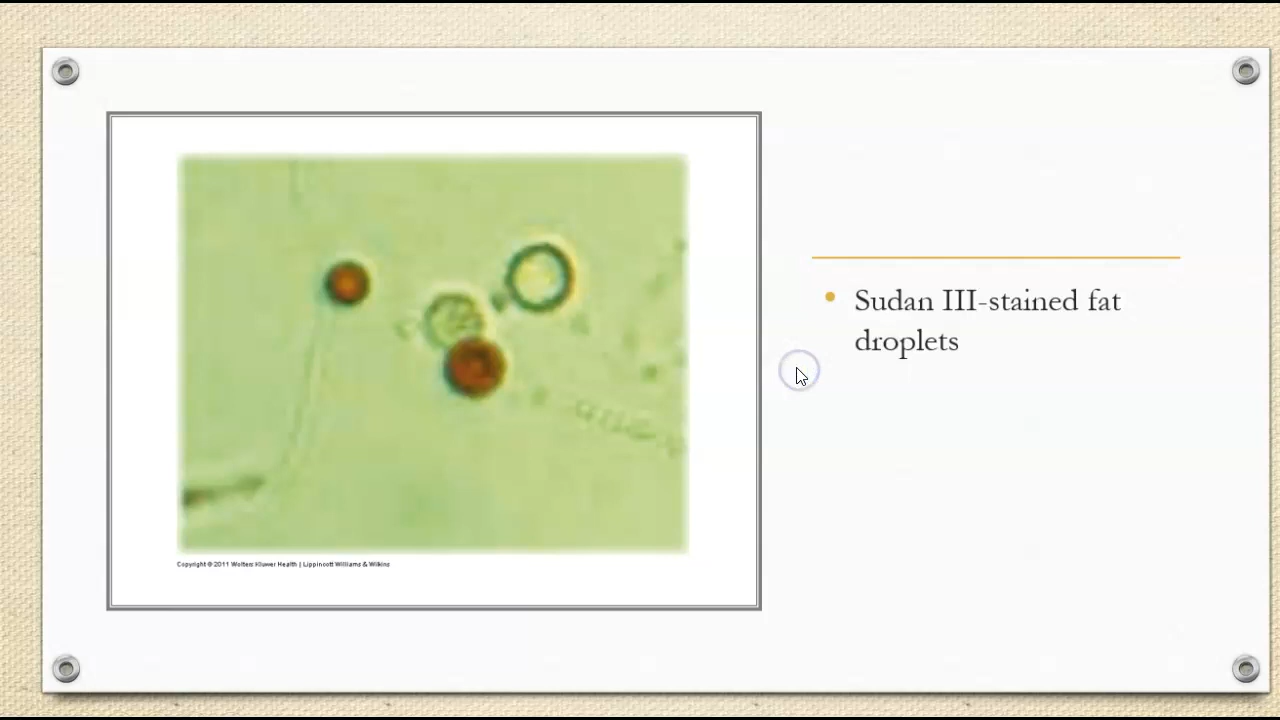 Sudan III-stained fat
droplets
Copyright © 2011 Wolters Kluwer Health | Lippincott Williams & Wilkins